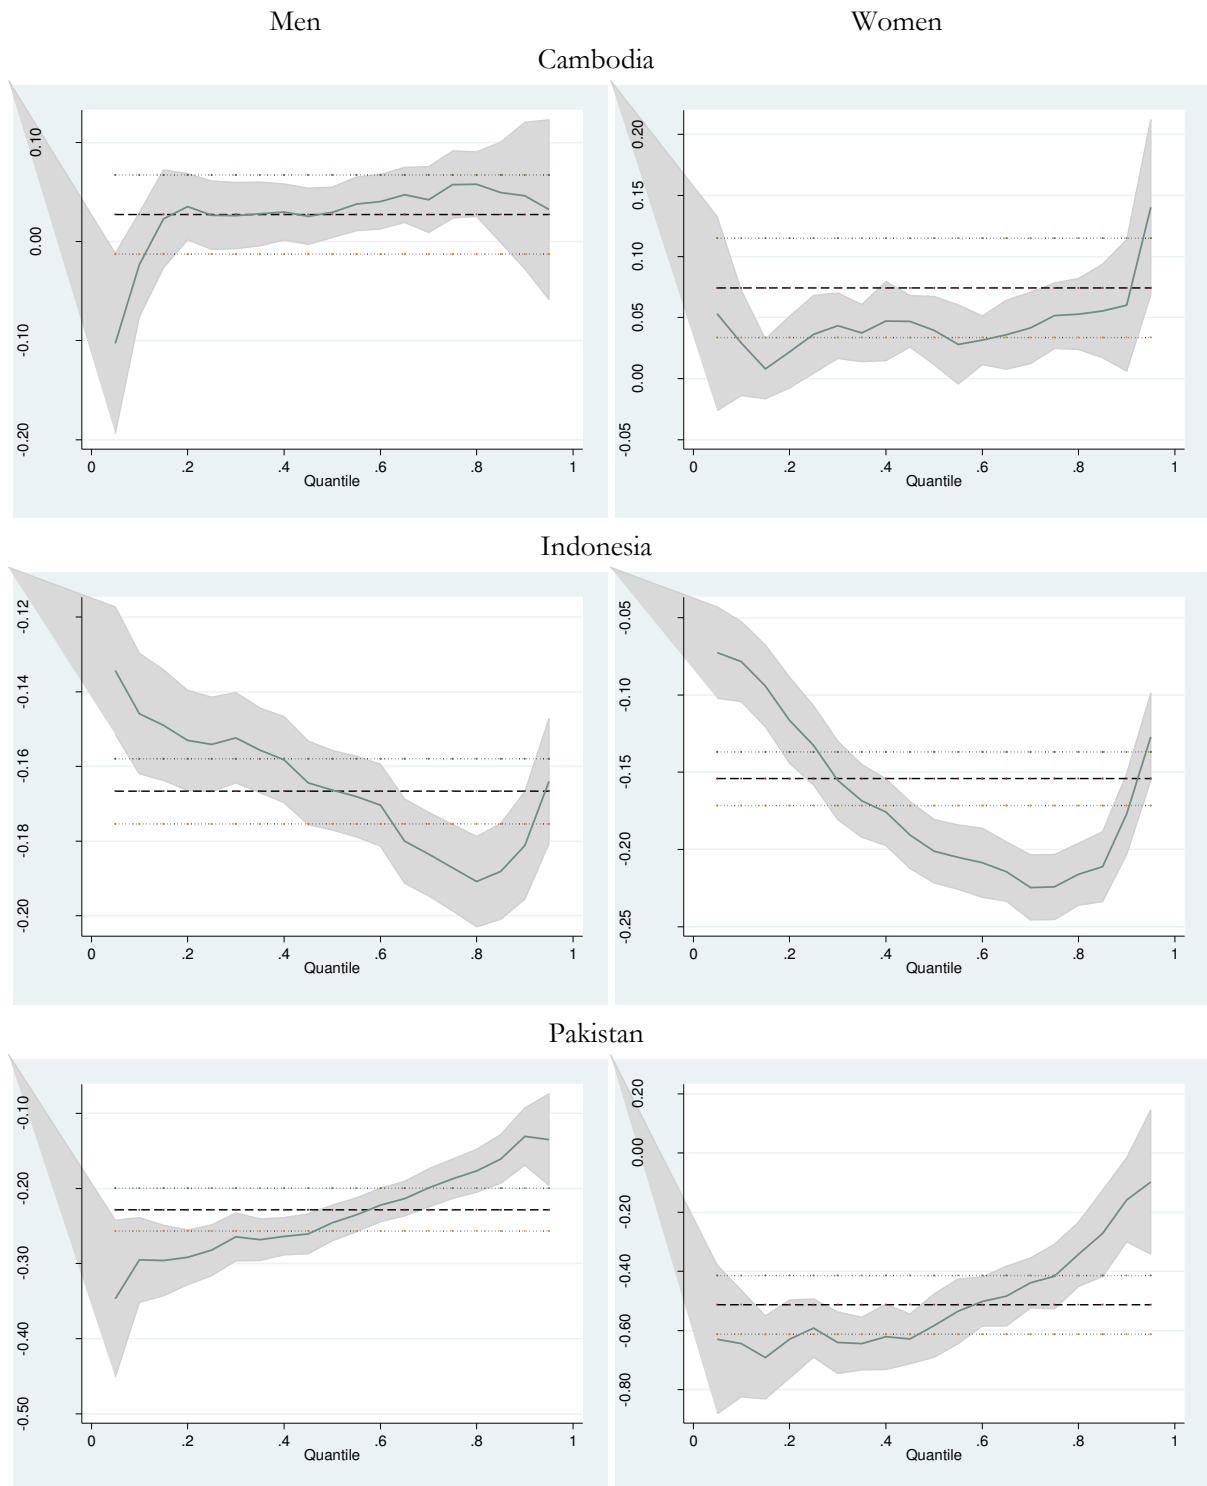 Men Women
Cambodia
0.10
0.00
-0.10
-0.20
0 .2 .4 .6 .8 1
Quantile
0.20
0.15
0.10
0.05
0.00
-0.05
0 .2 .4 .6 .8 1
Quantile
Indonesia
-0.12
-0.14
-0.16
-0.18
-0.20
0 .2 .4 .6 .8 1
Quantile
-0.05
-0.10
-0.15
-0.20
-0.25
0 .2 .4 .6 .8 1
Quantile
Pakistan
-0.10
-0.20
-0.30
-0.40
-0.50
0 .2 .4 .6 .8 1
Quantile
0.20
0.00
-0.20
-0.40
-0.60
-0.80
0 .2 .4 .6 .8 1
Quantile